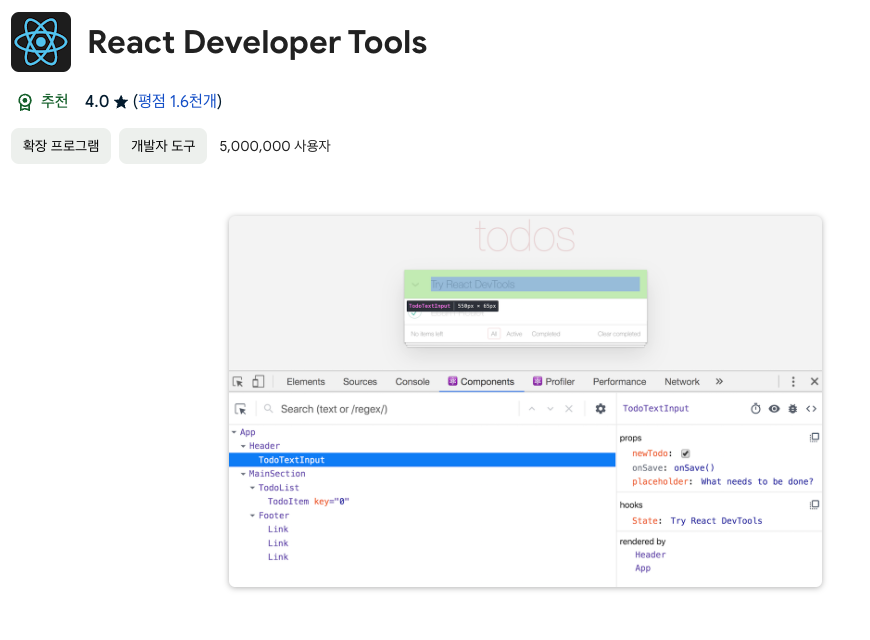 React Developer Tools
추천 4.0 ★ (평점 1.6천개)
확장 프로그램 개발자 도구 5,000,000 사용자
todos
Try React DevTools
TodoTextInput | 550px × 65px
No items left All Active Completed Clear completed
Elements Sources Console Components Profiler Performance Network »
Search (text or /regex/)
TodoTextInput
App
Header
TodoTextInput
MainSection
TodoList
TodoItem key="0"
Footer
Link
Link
Link
props
newTodo:
onSave: onSave()
placeholder: What needs to be done?
hooks
State: Try React DevTools
rendered by
Header
App